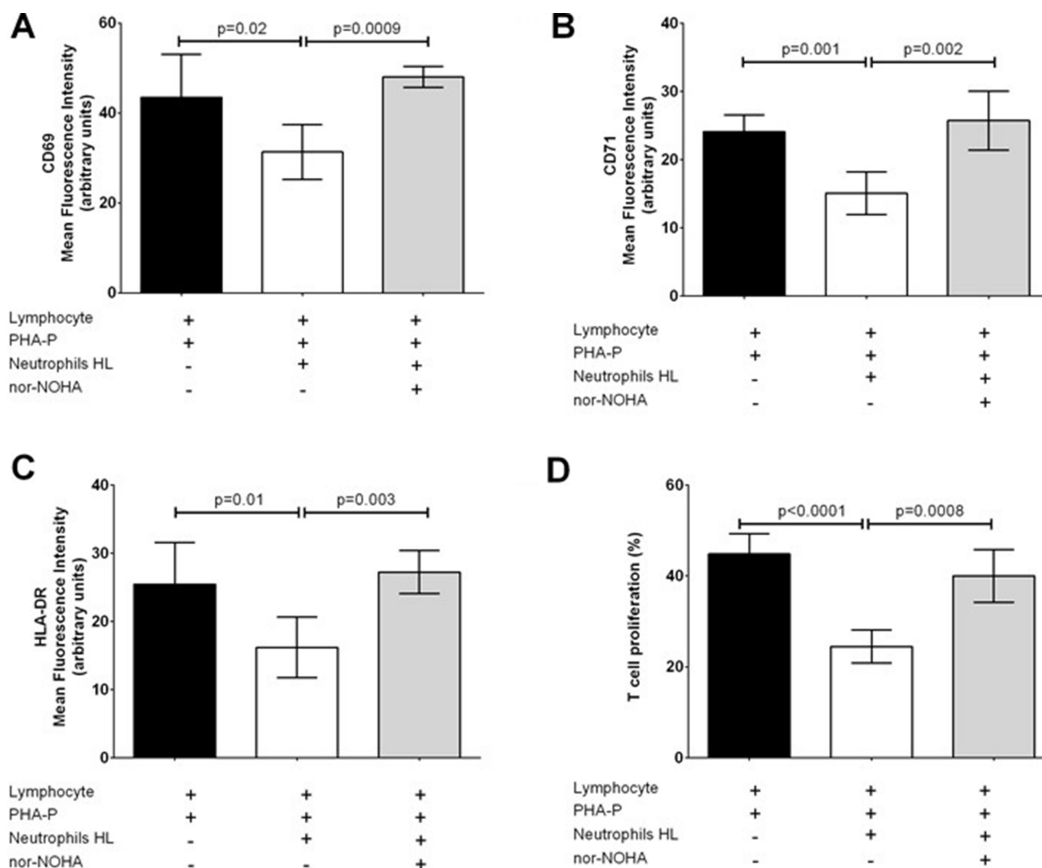 A
p=0.02 p=0.0009
CD69
Mean Fluorescence Intensity
(arbitrary units)
60
40
20
0
Lymphocyte + + +
PHA-P + + +
Neutrophils HL - + +
nor-NOHA - - +
B
p=0.001 p=0.002
CD71
Mean Fluorescence Intensity
(arbitrary units)
40
30
20
10
0
Lymphocyte + + +
PHA-P + + +
Neutrophils HL - + +
nor-NOHA - - +
C
p=0.01 p=0.003
HLA-DR
Mean Fluorescence Intensity
(arbitrary units)
40
30
20
10
0
Lymphocyte + + +
PHA-P + + +
Neutrophils HL - + +
nor-NOHA - - +
D
p<0.0001 p=0.0008
T cell proliferation (%)
60
40
20
0
Lymphocyte + + +
PHA-P + + +
Neutrophils HL - + +
nor-NOHA - - +